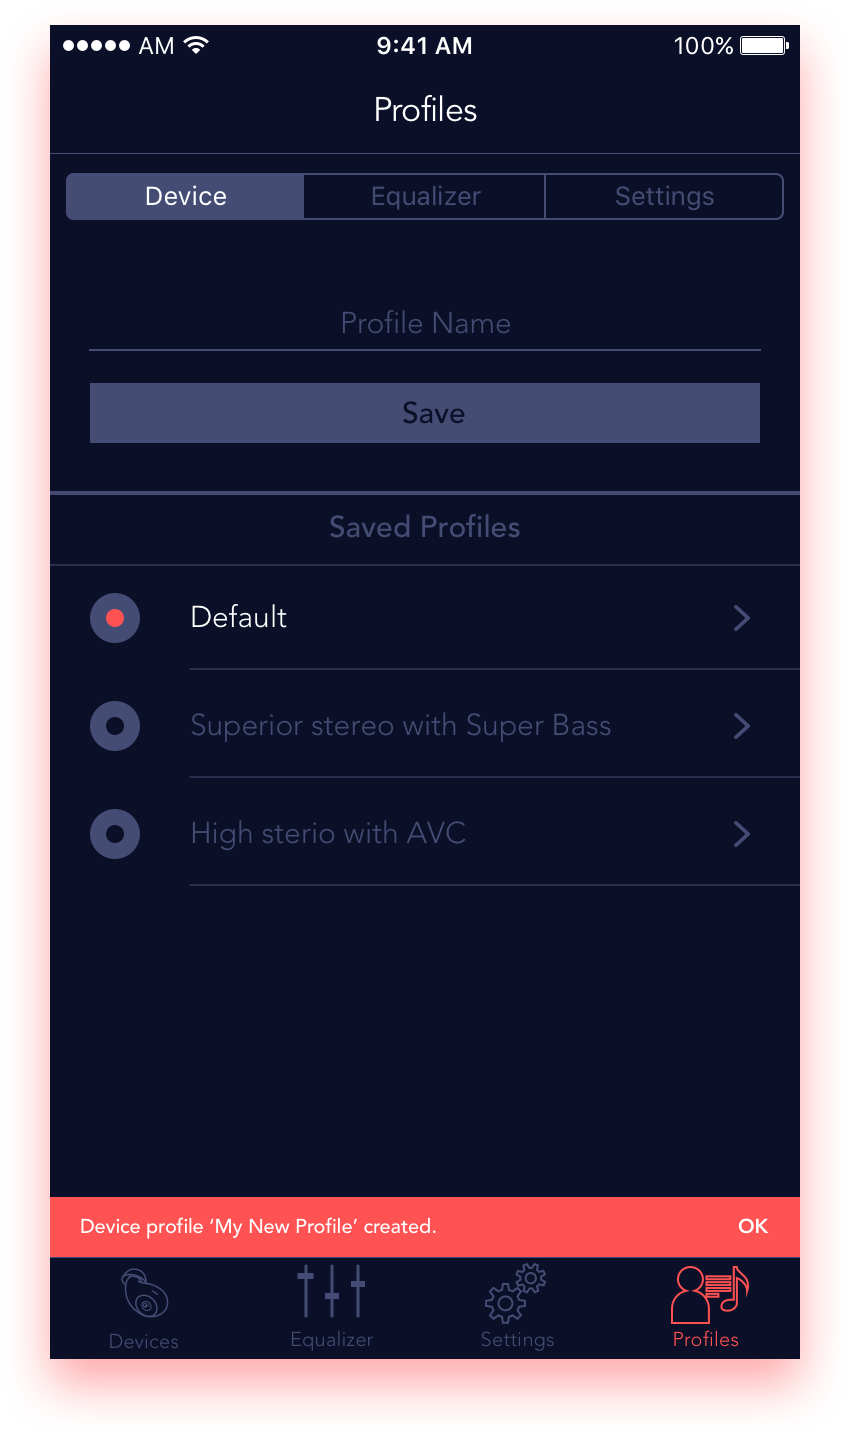 AM 9:41 AM 100%
Profiles
Device Equalizer Settings
Profile Name
Save
Saved Profiles
Default
Superior stereo with Super Bass
High sterio with AVC
Device profile ‘My New Profile’ created. OK
Devices Equalizer Settings Profiles